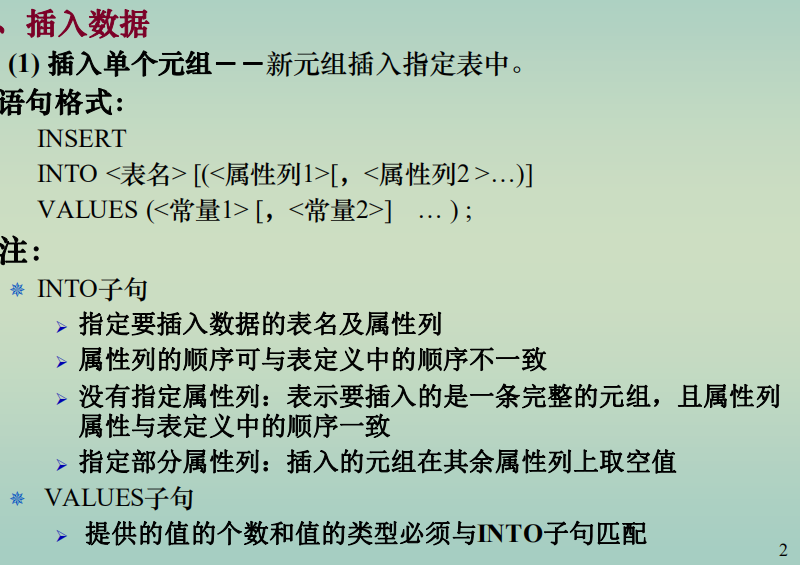 、插入数据
(1) 插入单个元组－－新元组插入指定表中。
语句格式：
INSERT
INTO <表名> [(<属性列1>[，<属性列2 >…)]
VALUES (<常量1> [，<常量2>] … ) ;
注：
INTO子句
指定要插入数据的表名及属性列
属性列的顺序可与表定义中的顺序不一致
没有指定属性列：表示要插入的是一条完整的元组，且属性列
属性与表定义中的顺序一致
指定部分属性列：插入的元组在其余属性列上取空值
VALUES子句
提供的值的个数和值的类型必须与INTO子句匹配
2